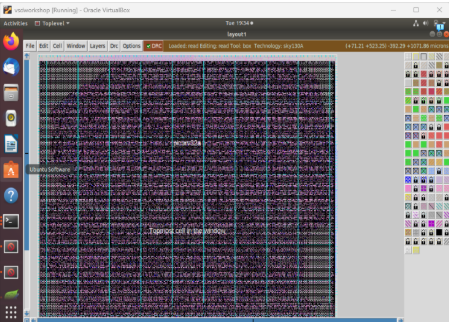 vsdworkshop [Running] - Oracle VirtualBox
Activities Toplevel Tue 19:34
layout1
File Edit Cell Window Layers Drc Options DRC Loaded: read Editing: read Tool: box Technology: sky130A (+71.21 +523.25) -392.29 +1071.86 microns
picorv32a
Ubuntu Software
Topmost cell in the window